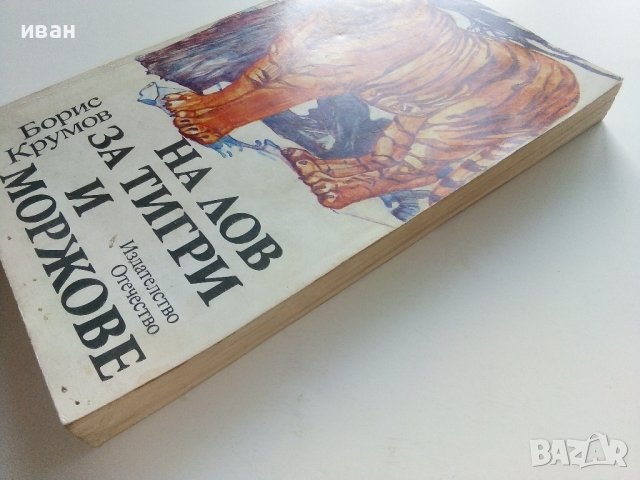 иван
Борис
Крумов
НА ЛОВ
ЗА ТИГРИ
И
МОРЖОВЕ
Издателство
Отечество
BAZAR